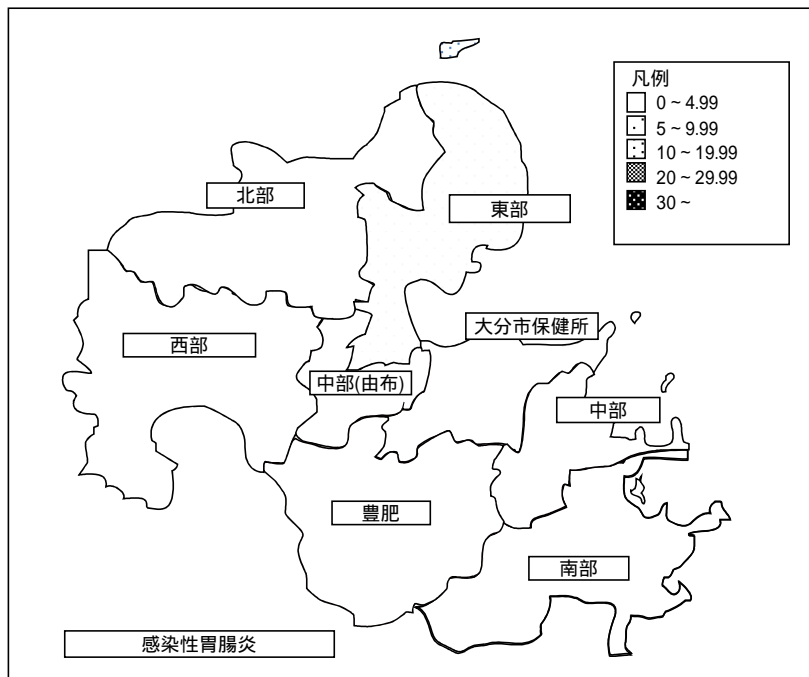 凡例
0 ~ 4.99
5 ~ 9.99
10 ~ 19.99
20 ~ 29.99
30 ~
北部
東部
大分市保健所
西部
中部(由布)
中部
豊肥
南部
感染性胃腸炎